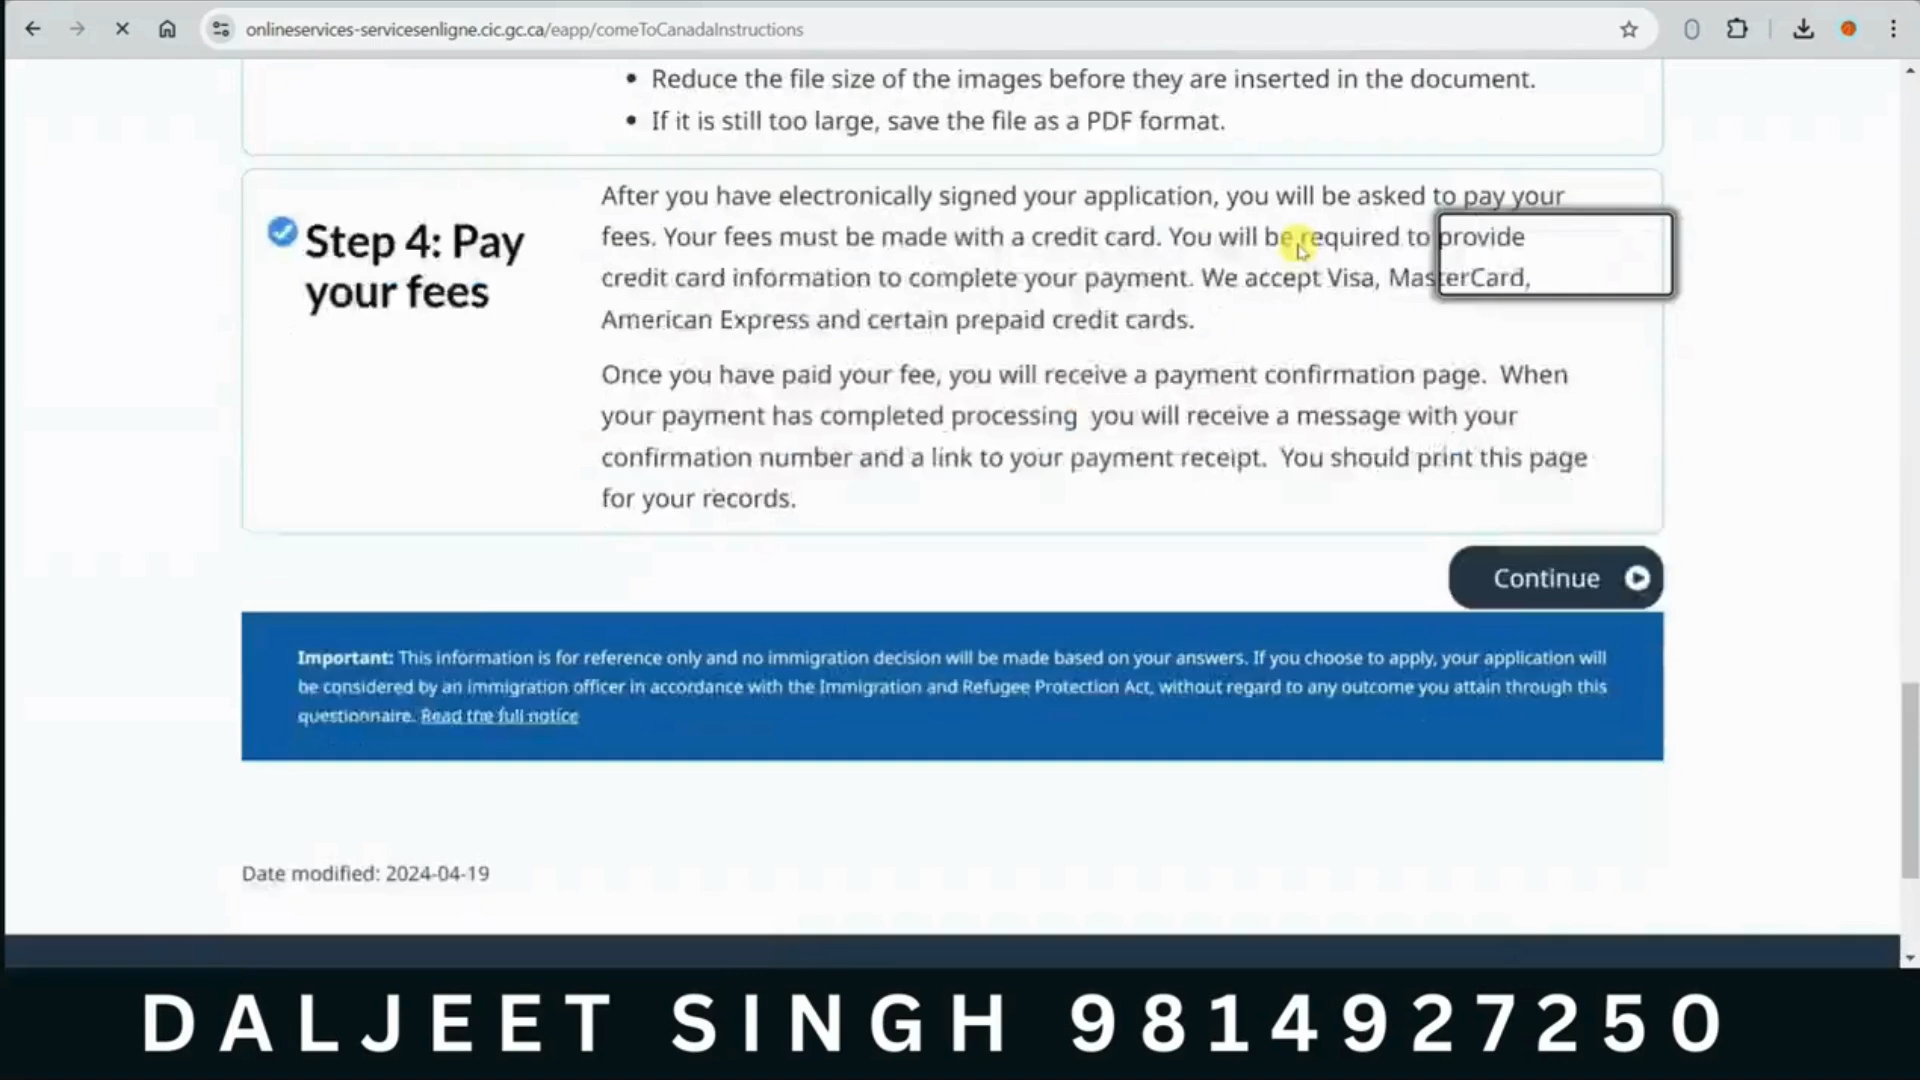 onlineservices-servicesenligne.cic.gc.ca/eapp/comeToCanadaInstructions
• Reduce the file size of the images before they are inserted in the document.
• If it is still too large, save the file as a PDF format.
Step 4: Pay
your fees
After you have electronically signed your application, you will be asked to pay your
fees. Your fees must be made with a credit card. You will be required to provide
credit card information to complete your payment. We accept Visa, MasterCard,
American Express and certain prepaid credit cards.
Once you have paid your fee, you will receive a payment confirmation page. When
your payment has completed processing you will receive a message with your
confirmation number and a link to your payment receipt. You should print this page
for your records.
Continue
Important: This information is for reference only and no immigration decision will be made based on your answers. If you choose to apply, your application will
be considered by an immigration officer in accordance with the Immigration and Refugee Protection Act, without regard to any outcome you attain through this
questionnaire. Read the full notice
Date modified: 2024-04-19
DALJEET SINGH 9814927250